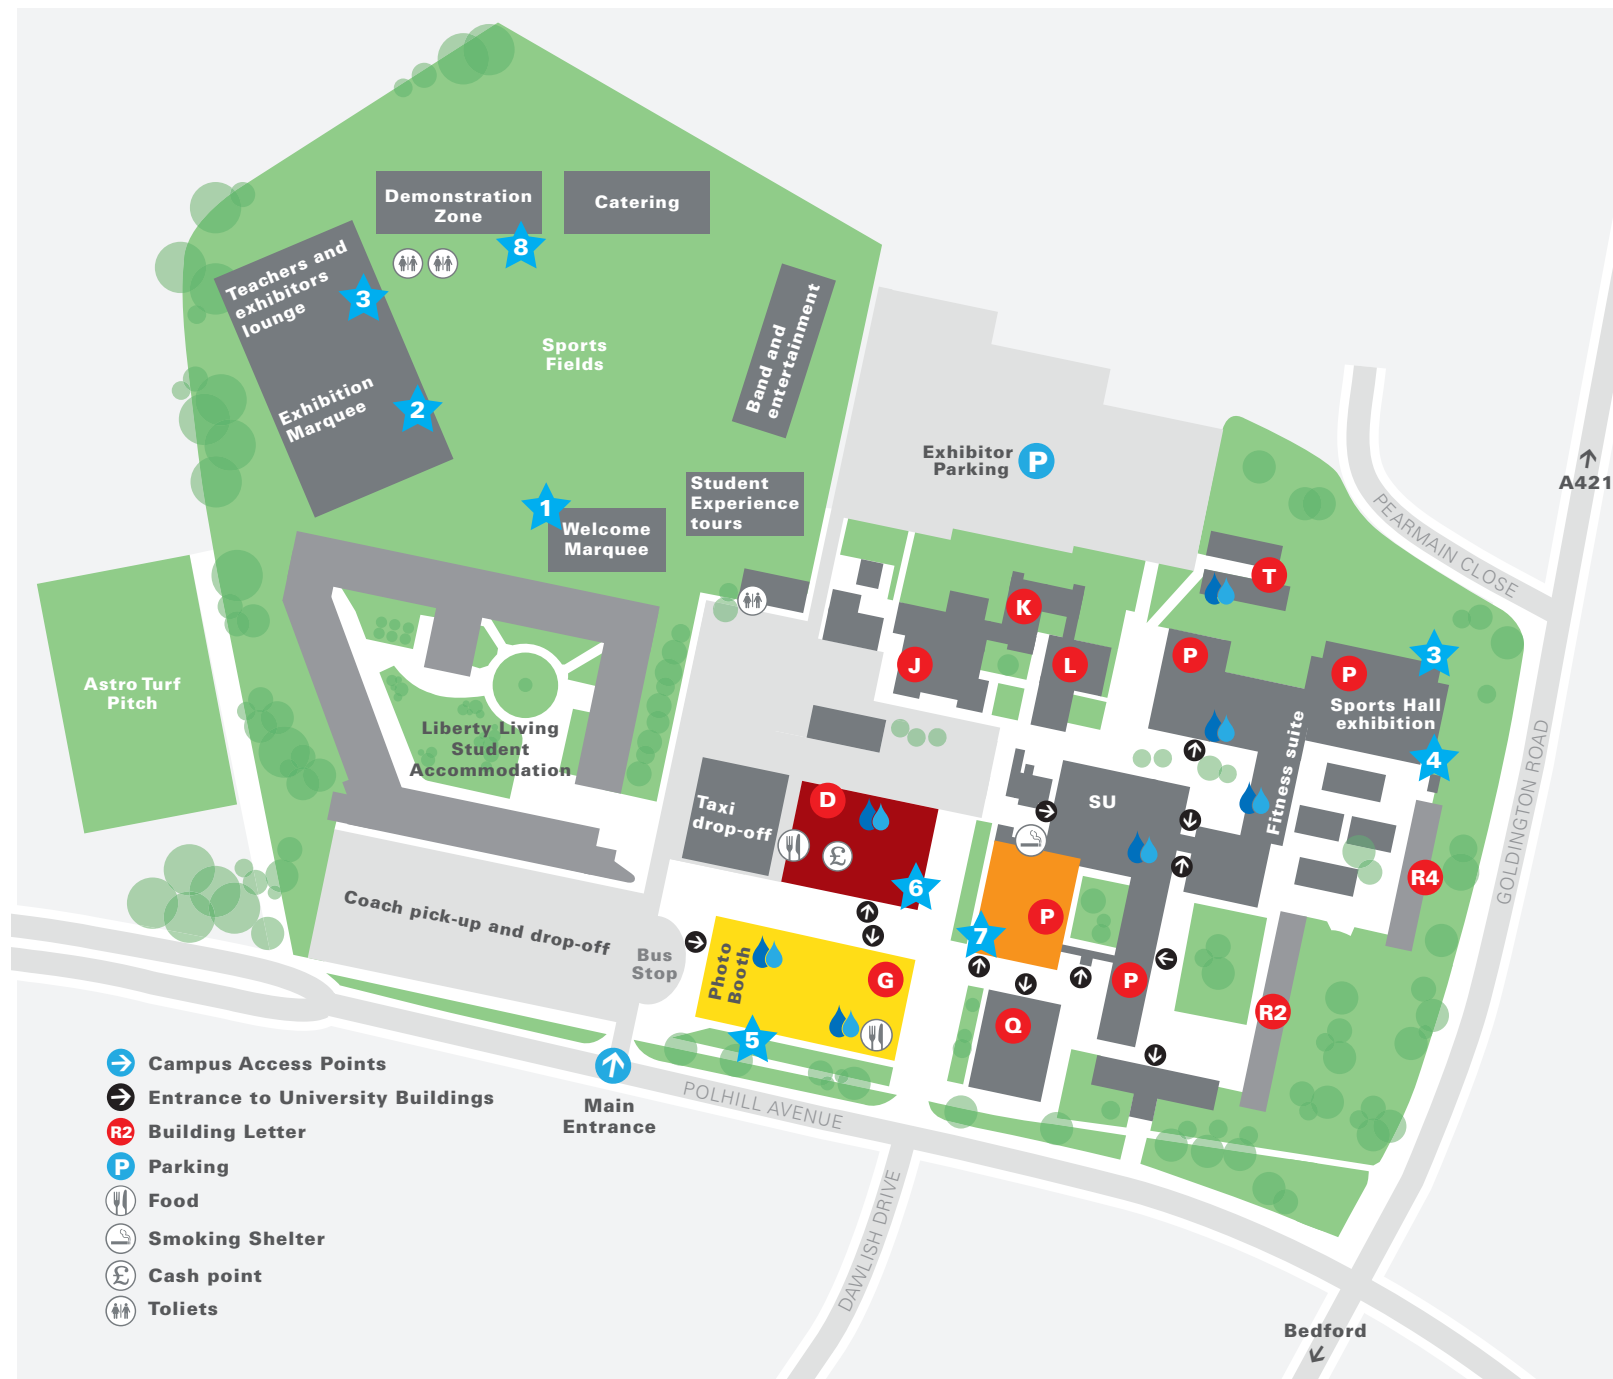 Demonstration
Zone
8
Catering
Teachers and
exhibitors
lounge
3
Exhibition
Marquee
2
Sports
Fields
Band and
entertainment
Student
Experience
tours
1
Welcome
Marquee
Exhibitor
Parking
P
A421
PEARMAIN CLOSE
T
K
J
L
P
P
3
Sports Hall
exhibition
4
Fitness suite
GOLDINGTON ROAD
Astro Turf
Pitch
Liberty Living
Student
Accommodation
Taxi
drop-off
D
£
6
SU
R4
Coach pick-up and drop-off
Bus
Stop
Photo
Booth
G
5
7
P
P
Q
R2
Main
Entrance
POLHILL AVENUE
DAWLISH DRIVE
Bedford
Campus Access Points
Entrance to University Buildings
R2 Building Letter
P Parking
Food
Smoking Shelter
£ Cash point
Toliets